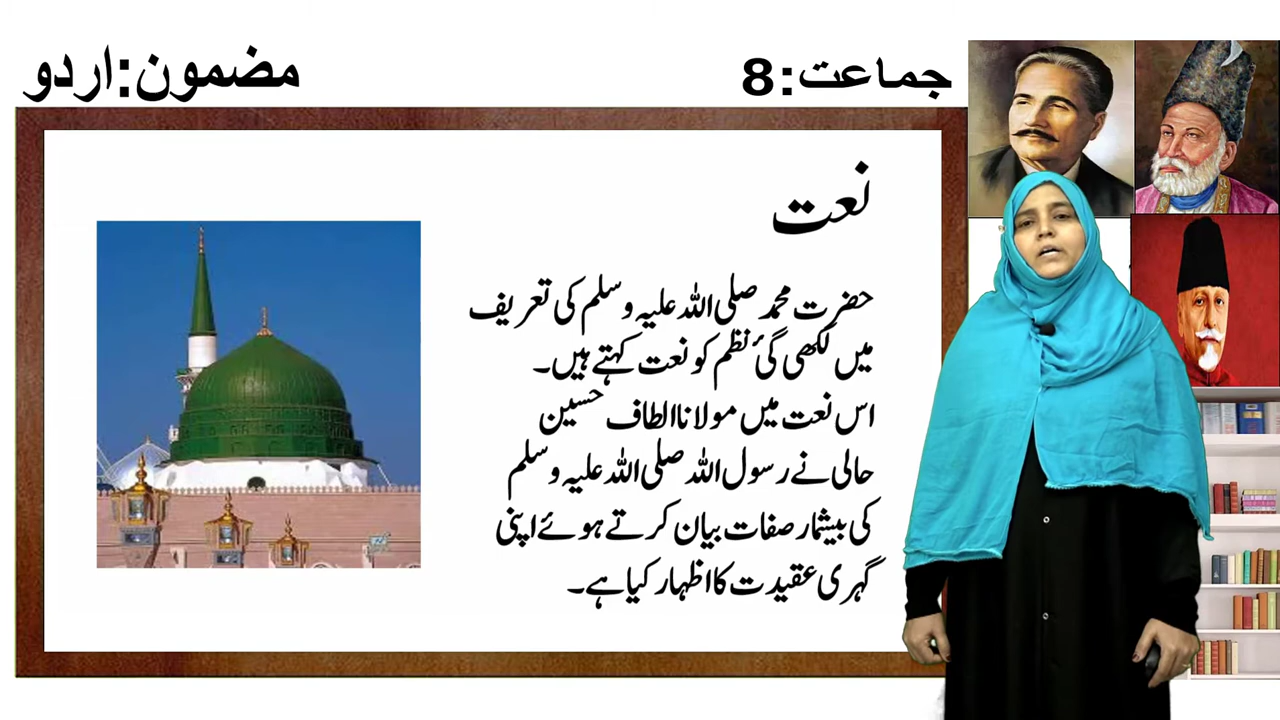 جماعت:8
مضمون:اردو
نعت
حضرت محمد صلی اللہ علیہ وسلم کی تعریف
میں لکھی گئ نظم کو نعت کہتے ہیں۔
اس نعت میں مولانا الطاف حسین
حالی نے رسول اللہ صلی اللہ علیہ وسلم
کی بیشمار صفات بیان کرتے ہوئے اپنی
گہری عقیدت کا اظہار کیا ہے۔